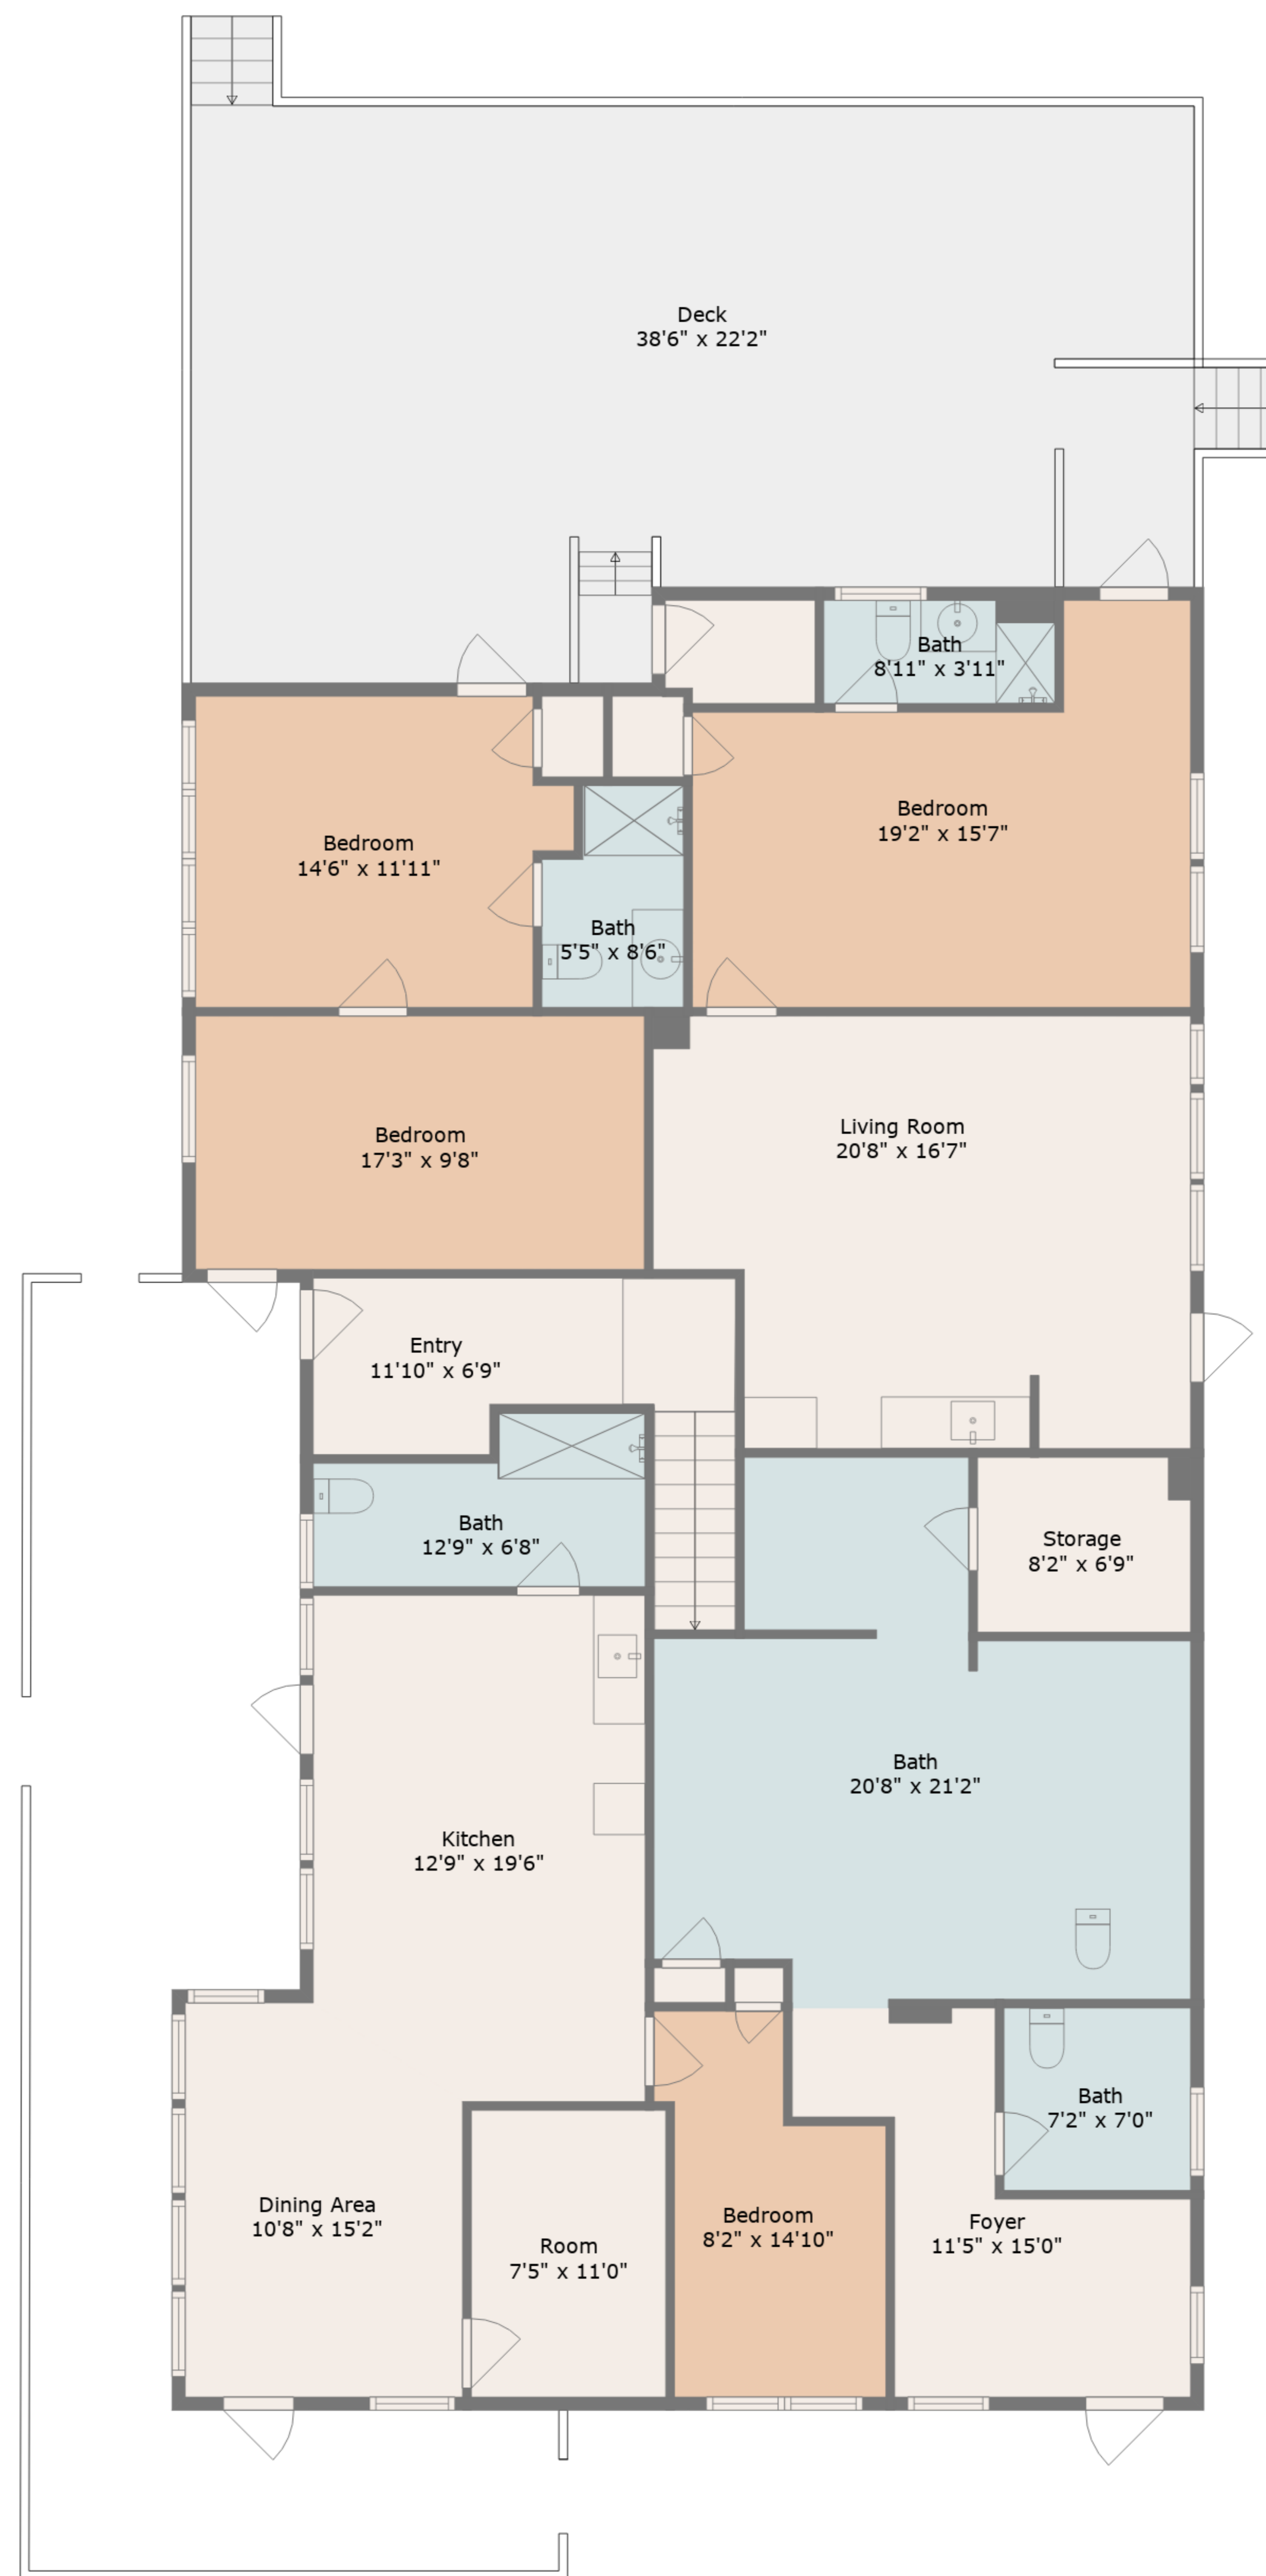 Deck
38'6" x 22'2"
Bath
8'11" x 3'11"
Bedroom
19'2" x 15'7"
Bedroom
14'6" x 11'11"
Bath
5'5" x 8'6"
Living Room
20'8" x 16'7"
Bedroom
17'3" x 9'8"
Entry
11'10" x 6'9"
Bath
12'9" x 6'8"
Storage
8'2" x 6'9"
Bath
20'8" x 21'2"
Kitchen
12'9" x 19'6"
Bath
7'2" x 7'0"
Dining Area
10'8" x 15'2"
Bedroom
8'2" x 14'10"
Foyer
11'5" x 15'0"
Room
7'5" x 11'0"